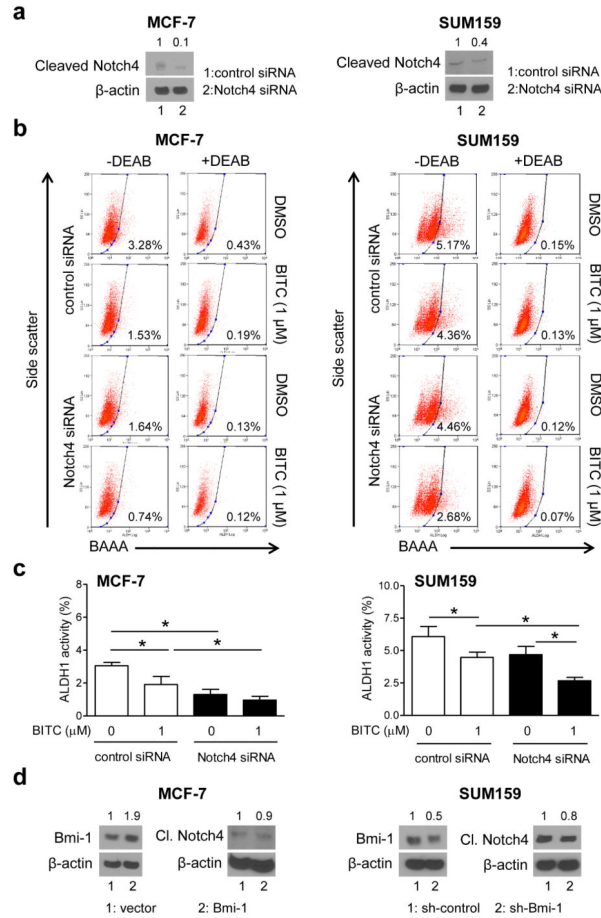 a
MCF-7
1 0.1
Cleaved Notch4
β-actin
1 2
1:control siRNA
2:Notch4 siRNA
SUM159
1 0.4
Cleaved Notch4
β-actin
1 2
1:control siRNA
2:Notch4 siRNA
b
MCF-7
-DEAB +DEAB
Side scatter
control siRNA
Notch4 siRNA
3.28% 0.43%
DMSO
1.53% 0.19%
BITC (1 μM)
1.64% 0.13%
DMSO
0.74% 0.12%
BITC (1 μM)
BAAA
SUM159
-DEAB +DEAB
Side scatter
control siRNA
Notch4 siRNA
5.17% 0.15%
DMSO
4.36% 0.13%
BITC (1 μM)
4.46% 0.12%
DMSO
2.68% 0.07%
BITC (1 μM)
BAAA
c
MCF-7
ALDH1 activity (%)
8
6
4
2
0
* * *
BITC (μM) 0 1 0 1
control siRNA Notch4 siRNA
SUM159
ALDH1 activity (%)
10.0
7.5
5.0
2.5
0
* * *
BITC (μM) 0 1 0 1
control siRNA Notch4 siRNA
d
MCF-7
1 1.9 1 0.9
Bmi-1 Cl. Notch4
β-actin β-actin
1 2 1 2
1: vector 2: Bmi-1
SUM159
1 0.5 1 0.8
Bmi-1 Cl. Notch4
β-actin β-actin
1 2 1 2
1: sh-control 2: sh-Bmi-1